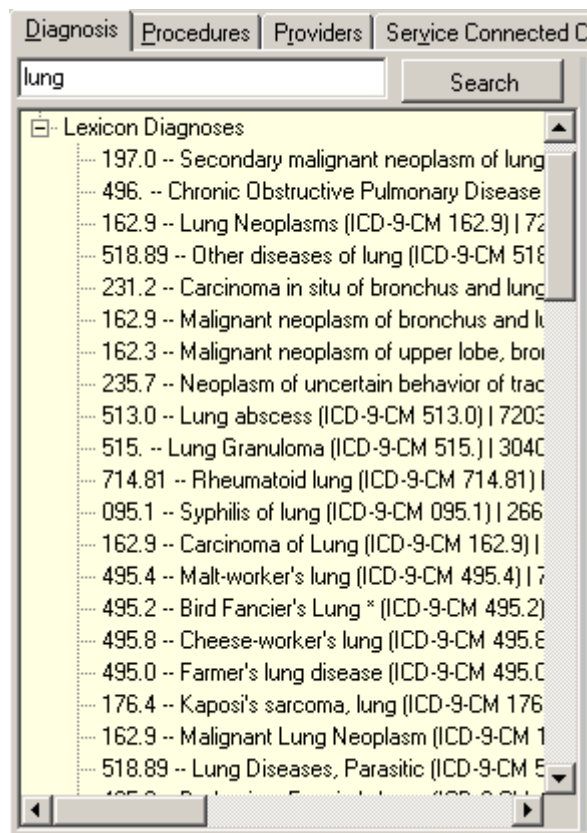 Diagnosis Procedures Providers Service Connected C
lung Search
Lexicon Diagnoses
197.0 -- Secondary malignant neoplasm of lung
496. -- Chronic Obstructive Pulmonary Disease
162.9 -- Lung Neoplasms (ICD-9-CM 162.9) | 72
518.89 -- Other diseases of lung (ICD-9-CM 518
231.2 -- Carcinoma in situ of bronchus and lung
162.9 -- Malignant neoplasm of bronchus and lu
162.3 -- Malignant neoplasm of upper lobe, bron
235.7 -- Neoplasm of uncertain behavior of trac
513.0 -- Lung abscess (ICD-9-CM 513.0) | 7203
515. -- Lung Granuloma (ICD-9-CM 515.) | 3040
714.81 -- Rheumatoid lung (ICD-9-CM 714.81) |
095.1 -- Syphilis of lung (ICD-9-CM 095.1) | 266
162.9 -- Carcinoma of Lung (ICD-9-CM 162.9) |
495.4 -- Malt-worker's lung (ICD-9-CM 495.4) | 7
495.2 -- Bird Fancier's Lung * (ICD-9-CM 495.2)
495.8 -- Cheese-worker's lung (ICD-9-CM 495.8
495.0 -- Farmer's lung disease (ICD-9-CM 495.0
176.4 -- Kaposi's sarcoma, lung (ICD-9-CM 176
162.9 -- Malignant Lung Neoplasm (ICD-9-CM 1
518.89 -- Lung Diseases, Parasitic (ICD-9-CM 5